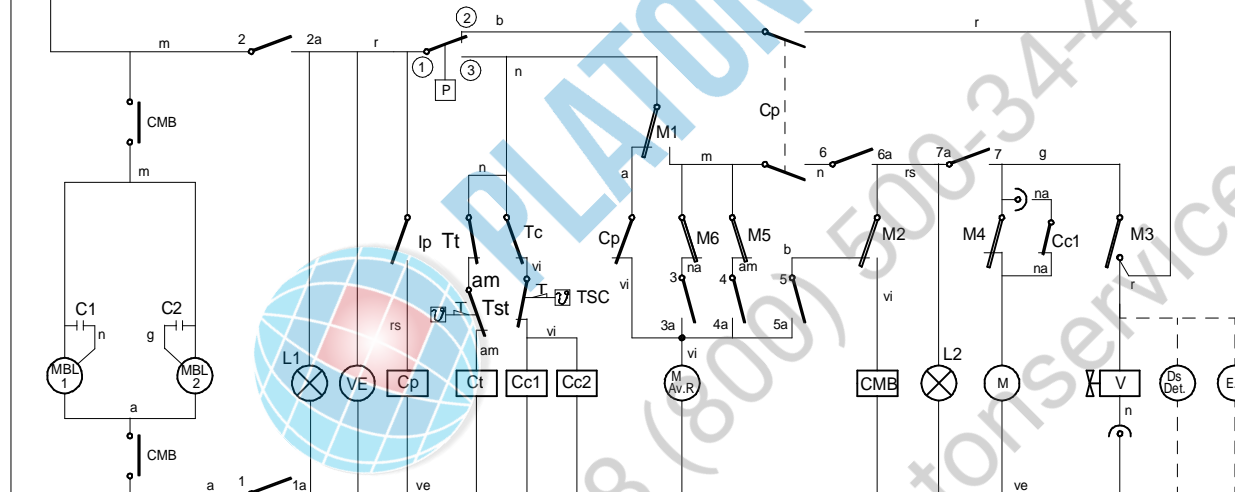 2 b r
m 2 2a r
1 3 n
P
PLATON
CMB
Cp
M1
m 6 6a 7a 7 g
n rs
m
n a na
Ip Tt Tc Cp M6 M5 M2 M4 Cc1 M3
na am b na
vi
am 3 4 5 r
T TSC
Tst
vi vi
C1 C2
n g rs T
3a 4a 5a
am vi
vi
L1 L2
MBL 1 MBL 2 VE Cp Ct Cc1 Cc2 M Av.R CMB M V Ds Det.
n
a
CMB
a 1 1a ve ve
8 (800) 500-34-4
tonservice